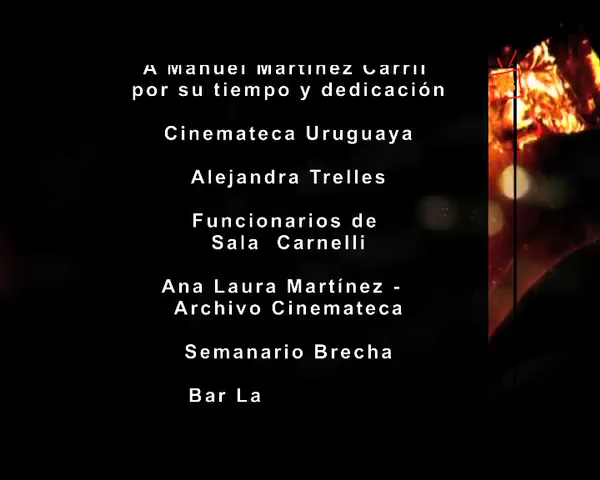 A Manuel Martínez Carril
por su tiempo y dedicación
Cinemateca Uruguaya
Alejandra Trelles
Funcionarios de
Sala Carnelli
Ana Laura Martínez -
Archivo Cinemateca
Semanario Brecha
Bar La